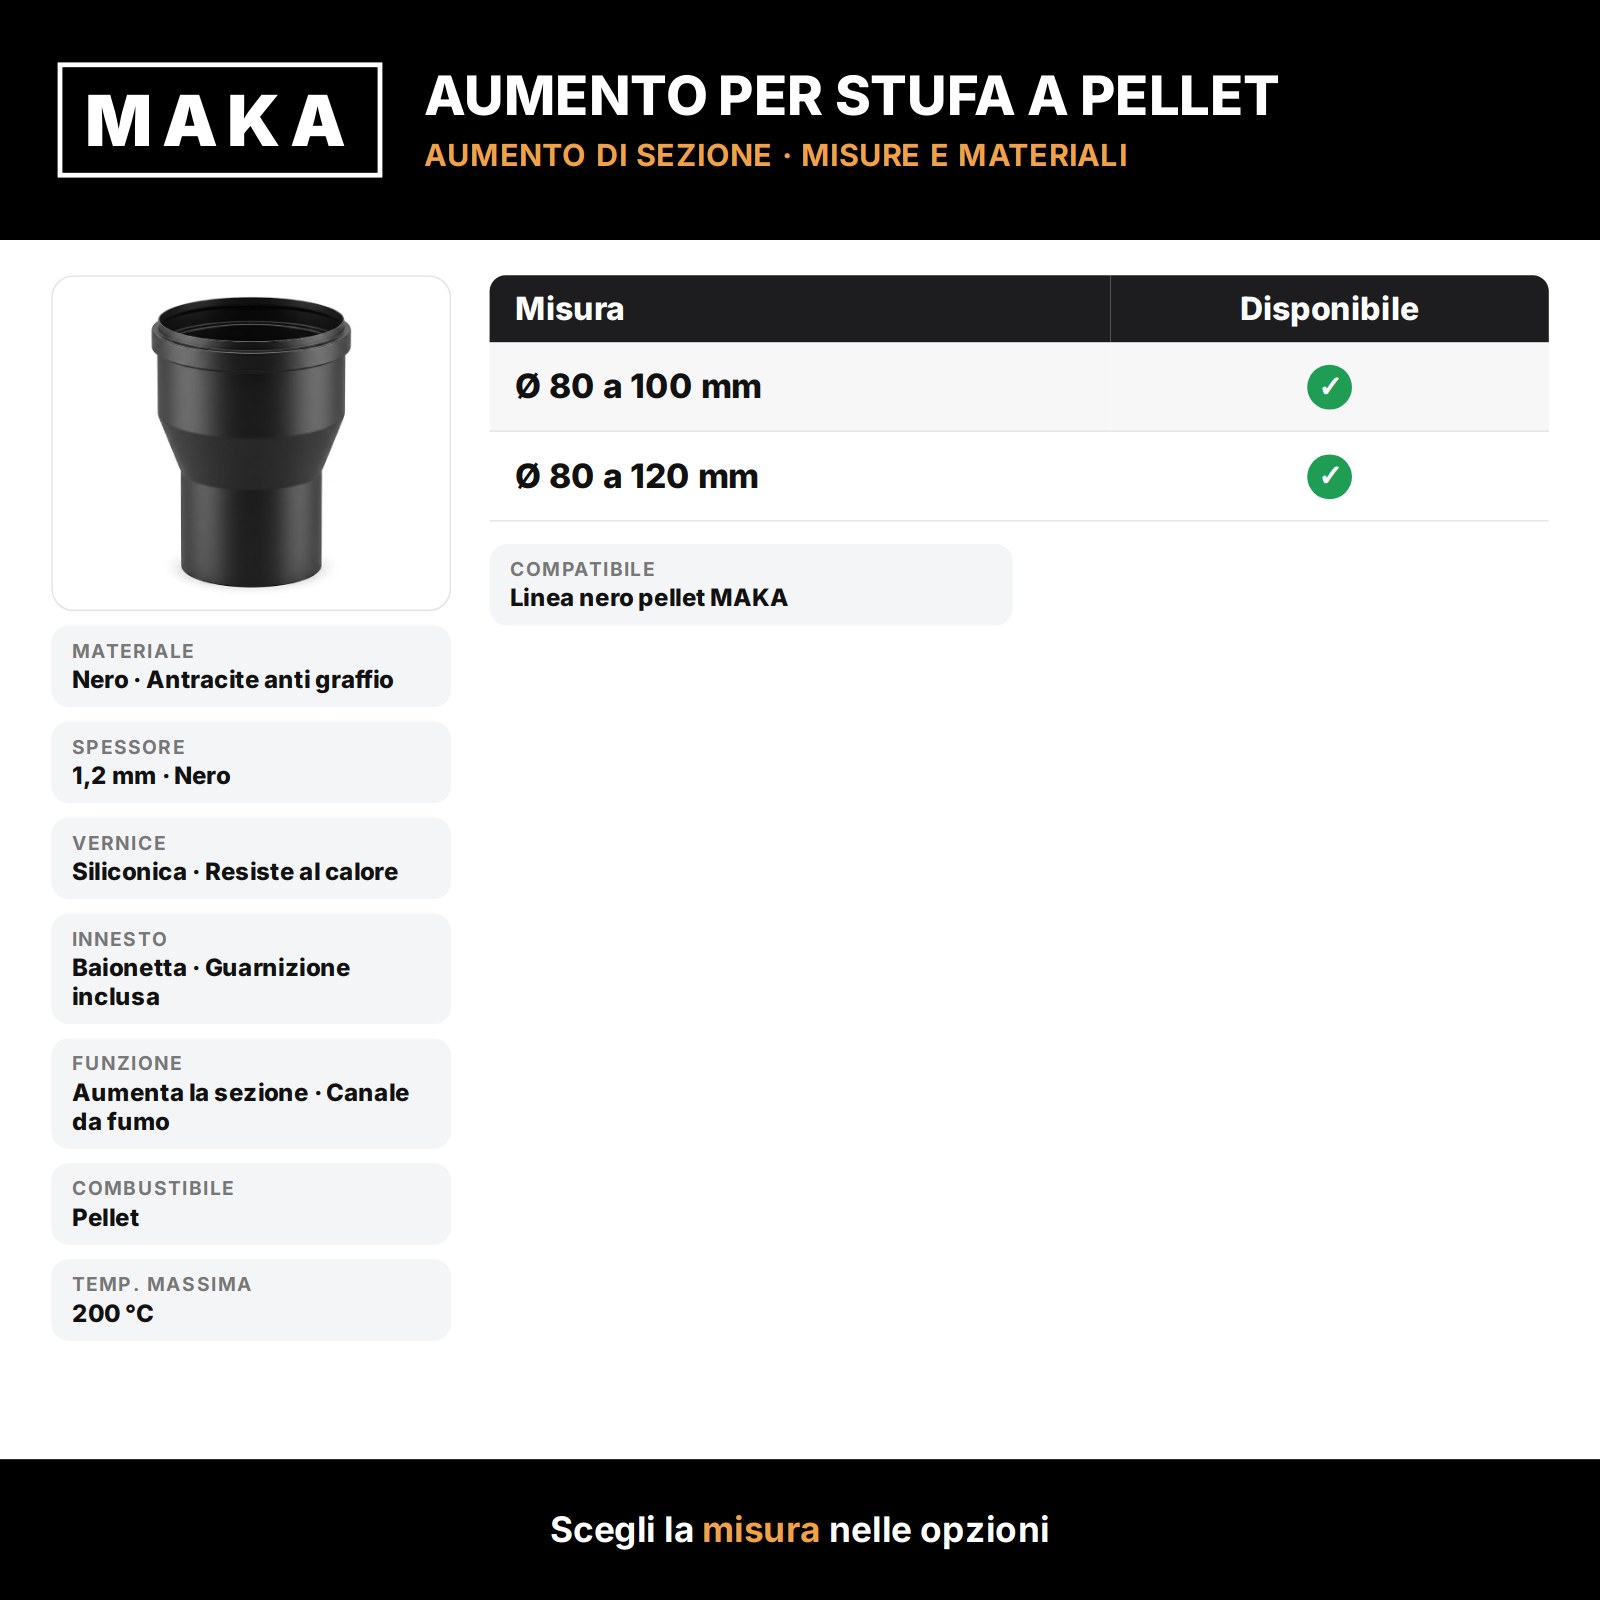 MAKA
AUMENTO PER STUFA A PELLET
AUMENTO DI SEZIONE · MISURE E MATERIALI
Misura Disponibile
Ø 80 a 100 mm ✓
Ø 80 a 120 mm ✓
COMPATIBILE
Linea nero pellet MAKA
MATERIALE
Nero · Antracite anti graffio
SPESSORE
1,2 mm · Nero
VERNICE
Siliconica · Resiste al calore
INNESTO
Baionetta · Guarnizione
inclusa
FUNZIONE
Aumenta la sezione · Canale
da fumo
COMBUSTIBILE
Pellet
TEMP. MASSIMA
200 °C
Scegli la misura nelle opzioni